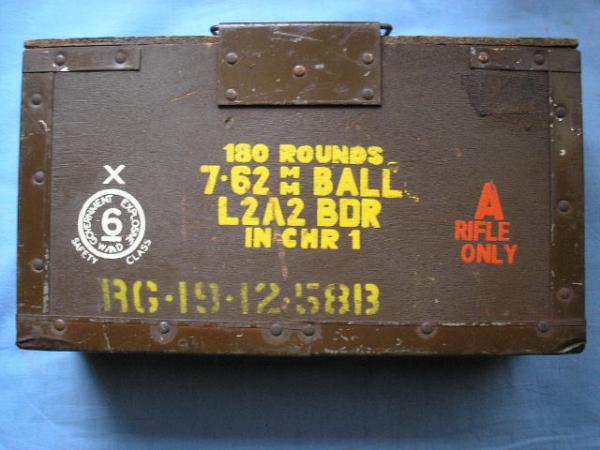 180 ROUNDS
7·62 MM BALL
L2A2 BDR
IN CHR 1
X
GOVERNMENT EXPLOSIVE
6
W/\D
SAFETY CLASS
A
RIFLE
ONLY
RG·19·12·58B